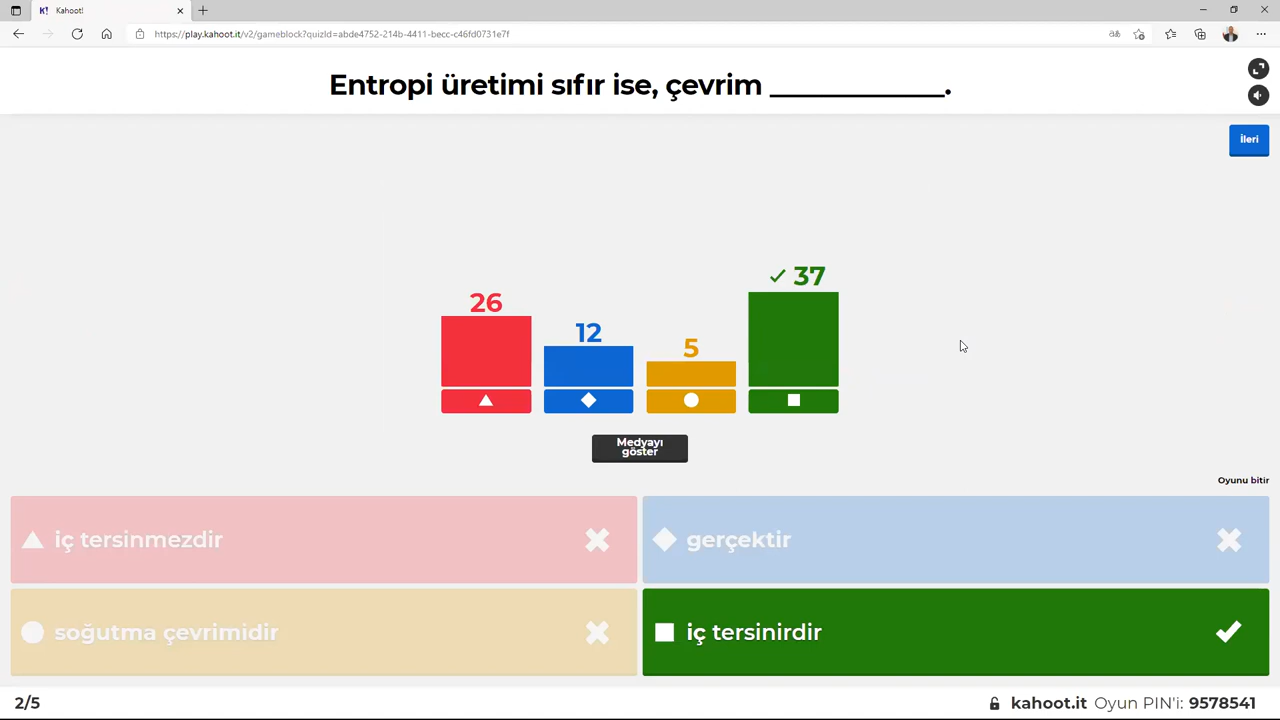 Kahoot!
https://play.kahoot.it/v2/gameblock?quizId=abde4752-214b-4411-becc-c46fd0731e7f
Entropi üretimi sıfır ise, çevrim ____________.
İleri
26
12
5
37
Medyayı
göster
Oyunu bitir
iç tersinmezdir
gerçektir
soğutma çevrimidir
iç tersinirdir
2/5
kahoot.it Oyun PIN'i: 9578541